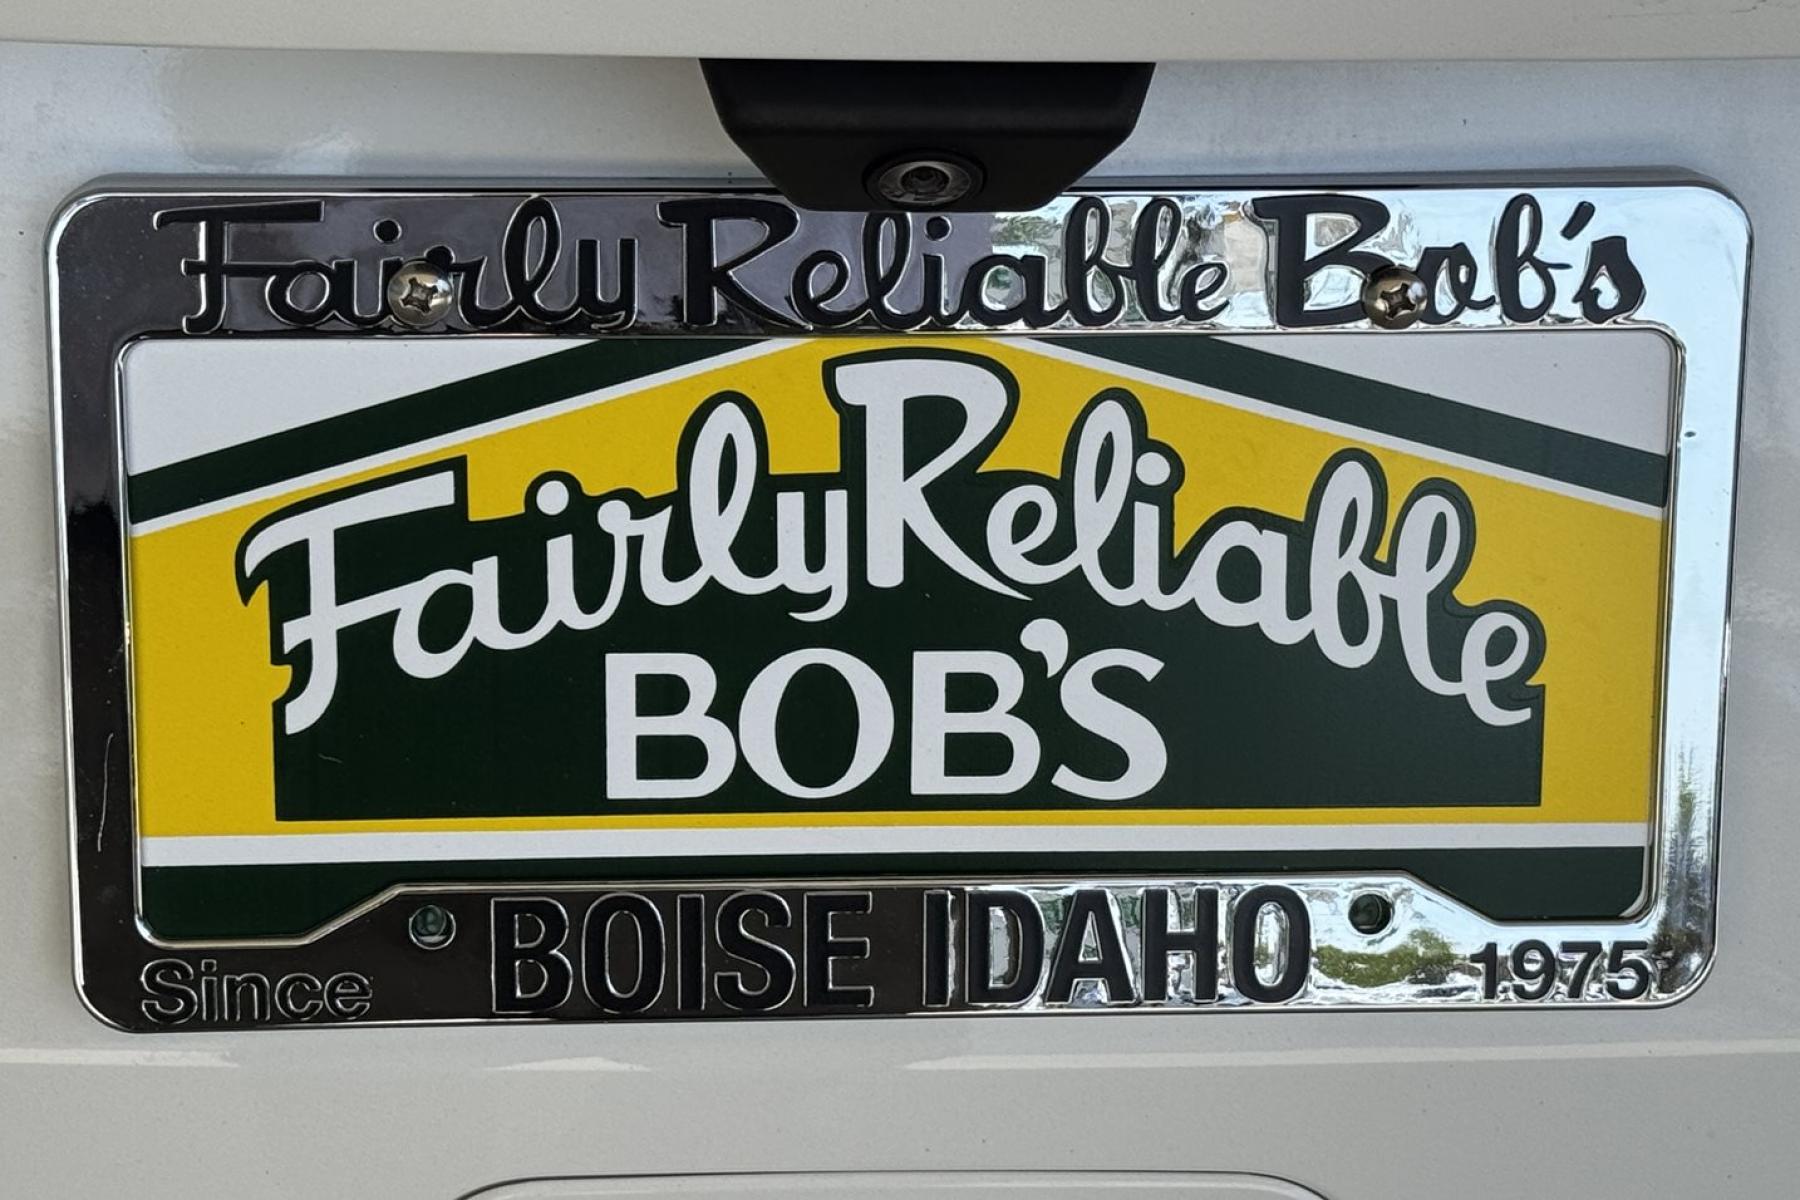 Fairly Reliable Bob's
Fairly Reliable
BOB'S
BOISE IDAHO
Since 1975